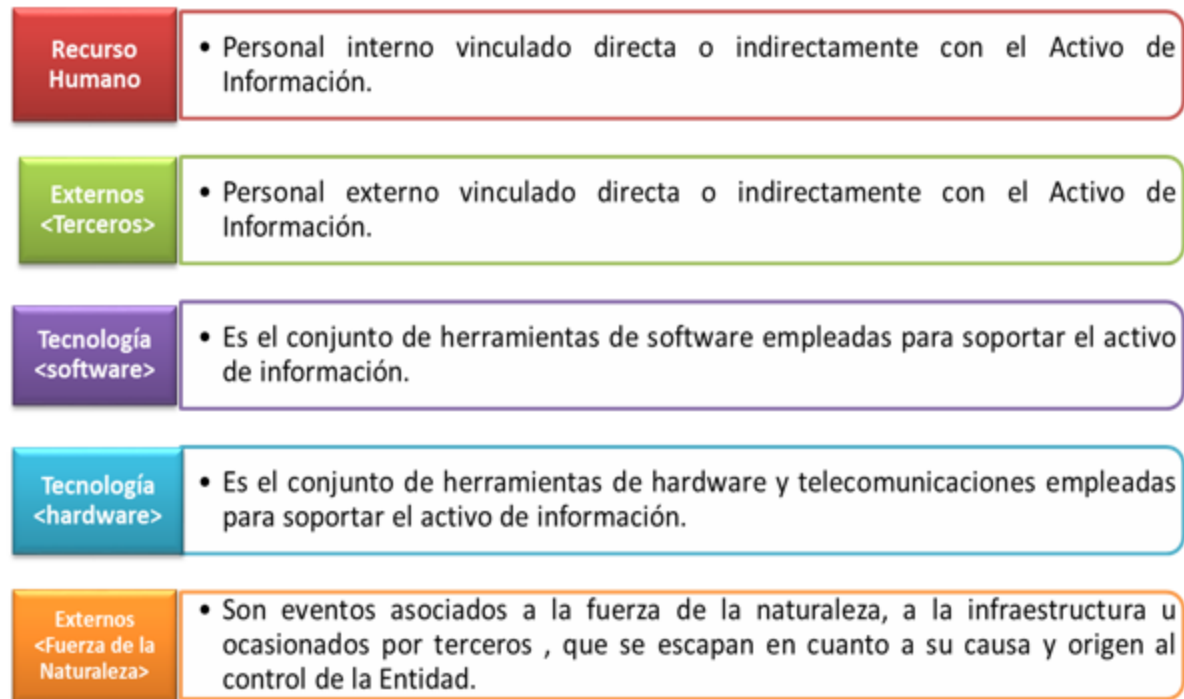 Recurso
Humano
• Personal interno vinculado directa o indirectamente con el Activo de
Información.
Externos
<Terceros>
• Personal externo vinculado directa o indirectamente con el Activo de
Información.
Tecnología
<software>
• Es el conjunto de herramientas de software empleadas para soportar el activo
de información.
Tecnología
<hardware>
• Es el conjunto de herramientas de hardware y telecomunicaciones empleadas
para soportar el activo de información.
Externos
<Fuerza de la
Naturaleza>
• Son eventos asociados a la fuerza de la naturaleza, a la infraestructura u
ocasionados por terceros , que se escapan en cuanto a su causa y origen al
control de la Entidad.